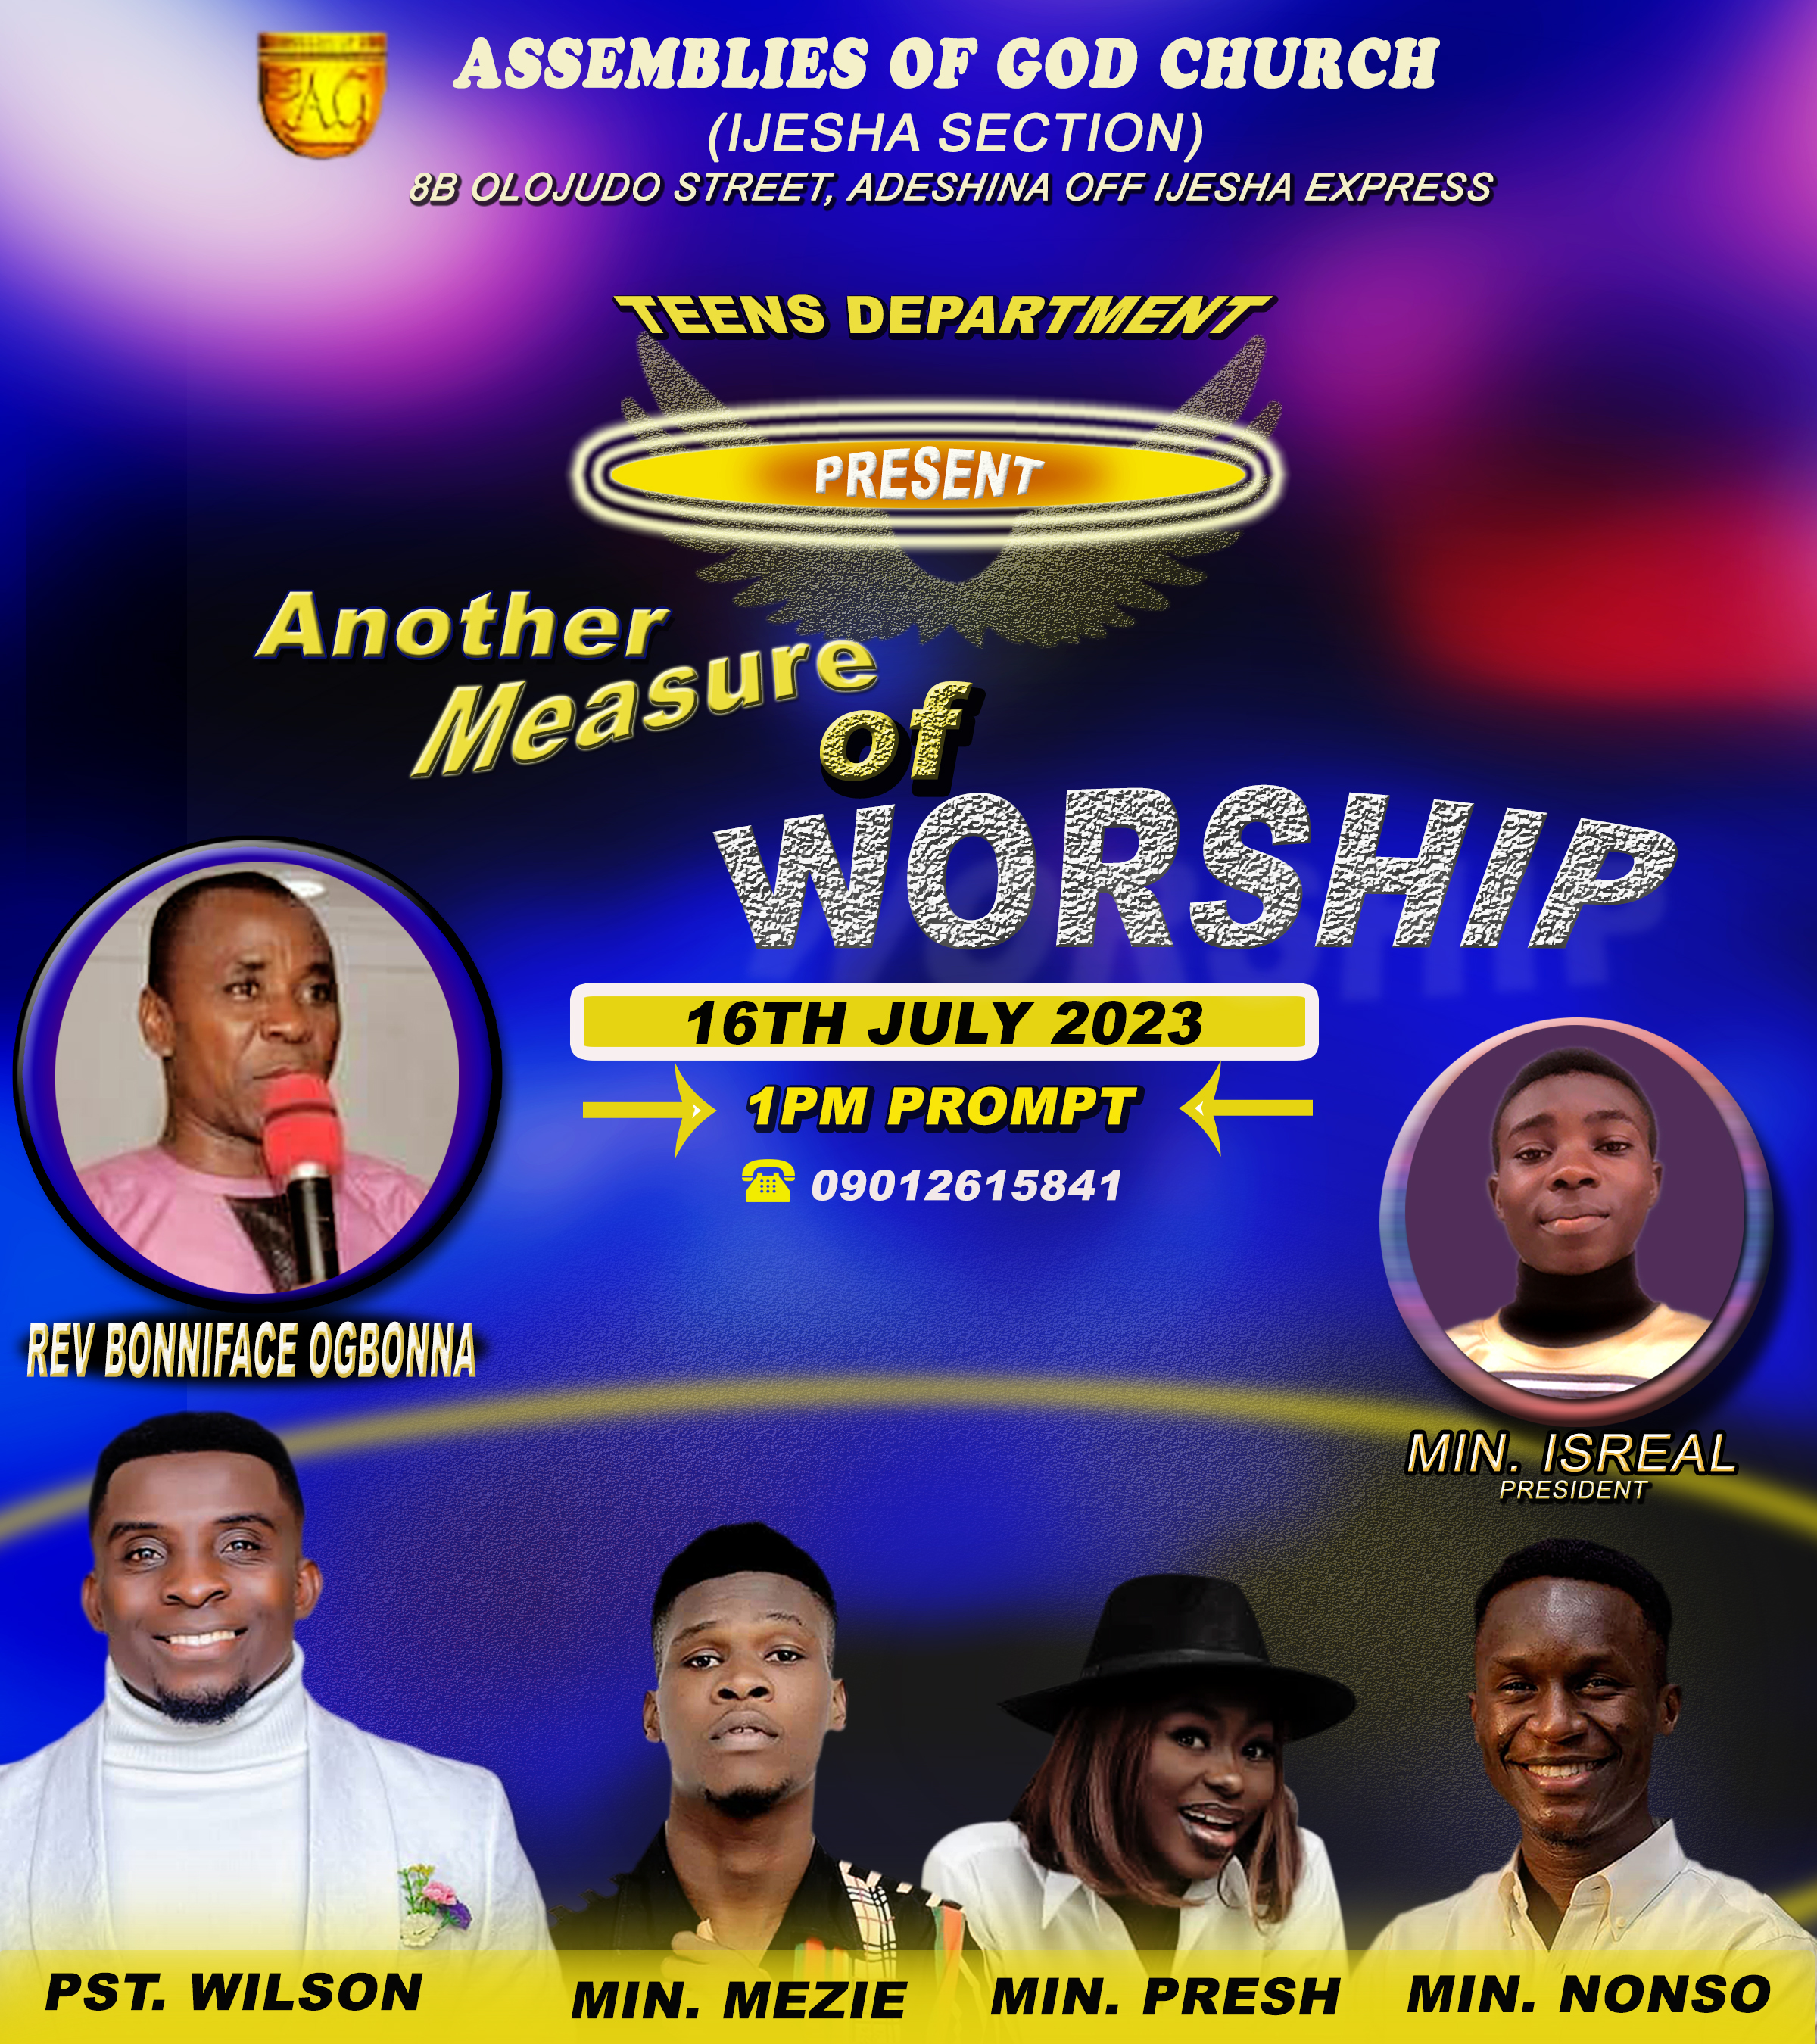 AG
ASSEMBLIES OF GOD CHURCH
(IJESHA SECTION)
8B OLOJUDO STREET, ADESHINA OFF IJESHA EXPRESS
TEENS DEPARTMENT
PRESENT
Another
Measure
of
WORSHIP
16TH JULY 2023
1PM PROMPT
09012615841
REV BONNIFACE OGBONNA
MIN. ISREAL
PRESIDENT
PST. WILSON
MIN. MEZIE
MIN. PRESH
MIN. NONSO